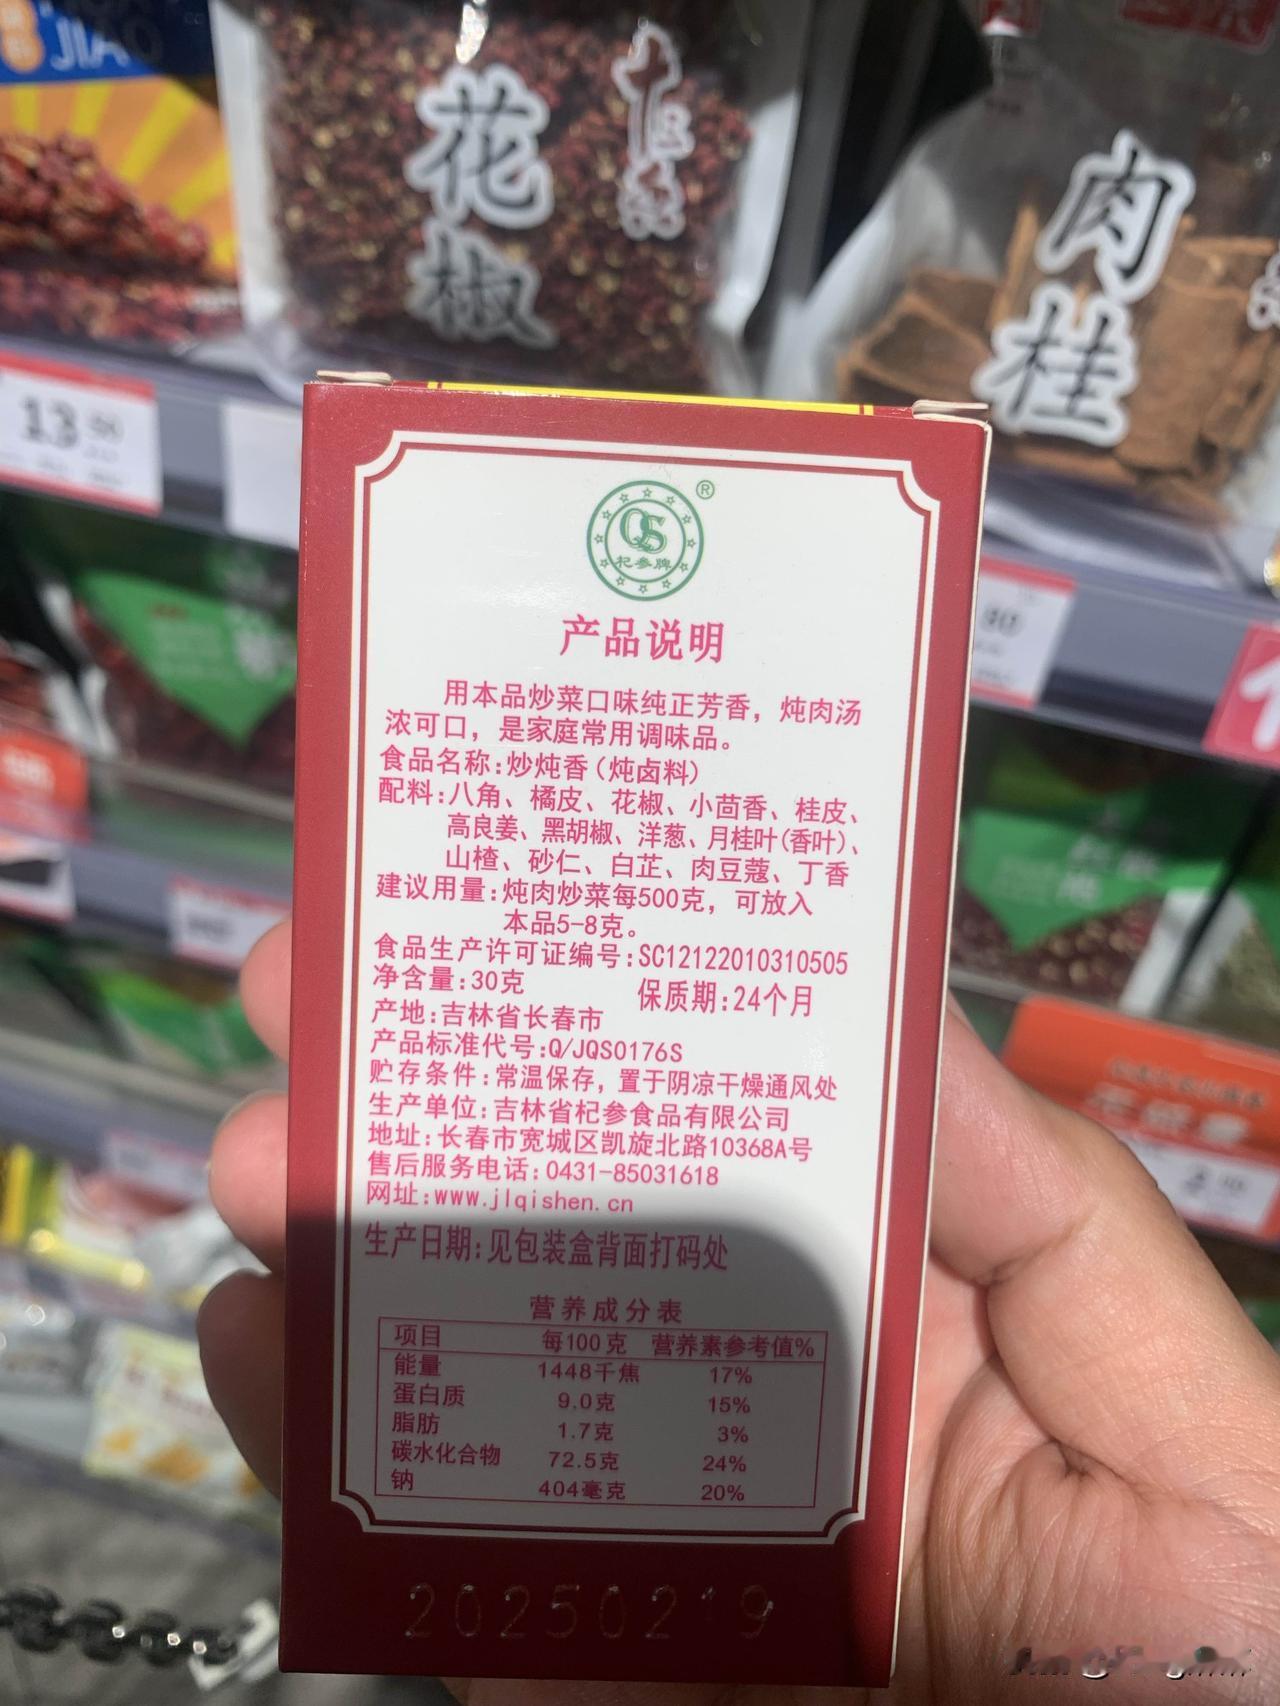 JIAO
花椒
十三香
肉桂
13 50
80
®
QS
杞参牌
产品说明
用本品炒菜口味纯正芳香，炖肉汤
浓可口，是家庭常用调味品。
食品名称:炒炖香(炖卤料)
配料:八角、橘皮、花椒、小茴香、桂皮、
高良姜、黑胡椒、洋葱、月桂叶(香叶)、
山楂、砂仁、白芷、肉豆蔻、丁香
建议用量:炖肉炒菜每500克，可放入
本品5-8克。
食品生产许可证编号:SC12122010310505
净含量:30克
保质期:24个月
产地:吉林省长春市
产品标准代号:Q/JQS0176S
贮存条件:常温保存，置于阴凉干燥通风处
生产单位:吉林省杞参食品有限公司
地址:长春市宽城区凯旋北路10368A号
售后服务电话:0431-85031618
网址:www.jlqishen.cn
生产日期:见包装盒背面打码处
营养成分表
项目 每100克 营养素参考值%
能量 1448千焦 17%
蛋白质 9.0克 15%
脂肪 1.7克 3%
碳水化合物 72.5克 24%
钠 404毫克 20%
20250219